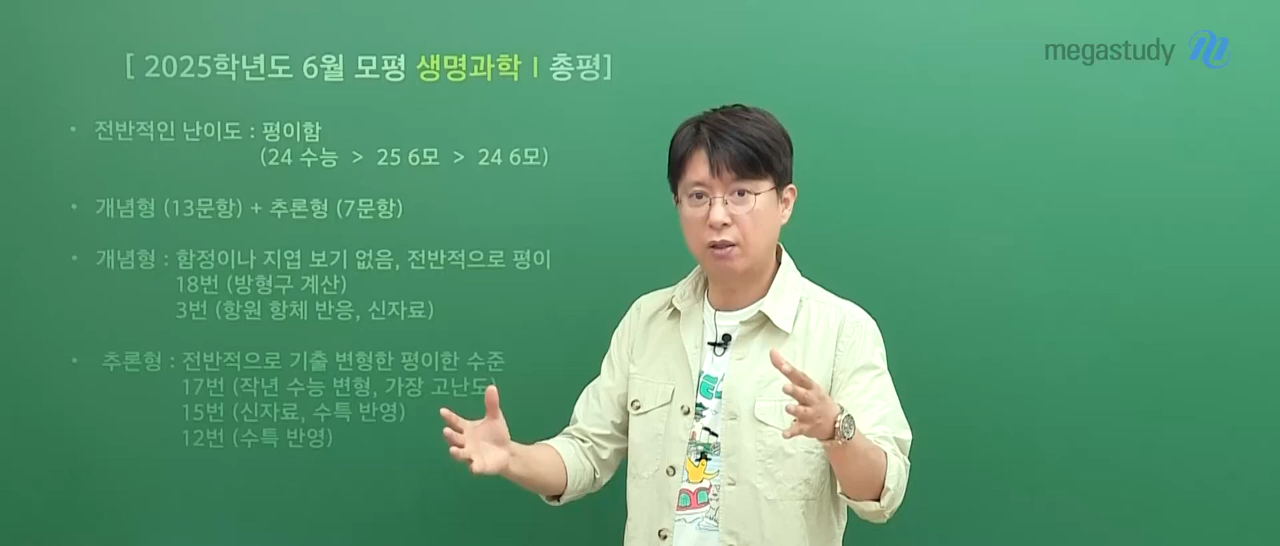 megastudy
[ 2025학년도 6월 모평 생명과학 I 총평]
• 전반적인 난이도 : 평이함
(24 수능 > 25 6모 > 24 6모)
• 개념형 (13문항) + 추론형 (7문항)
• 개념형 : 함정이나 지엽 보기 없음, 전반적으로 평이
18번 (방형구 계산)
3번 (항원 항체 반응, 신자료)
• 추론형 : 전반적으로 기출 변형한 평이한 수준
17번 (작년 수능 변형, 가장 고난도)
15번 (신자료, 수특 반영)
12번 (수특 반영)